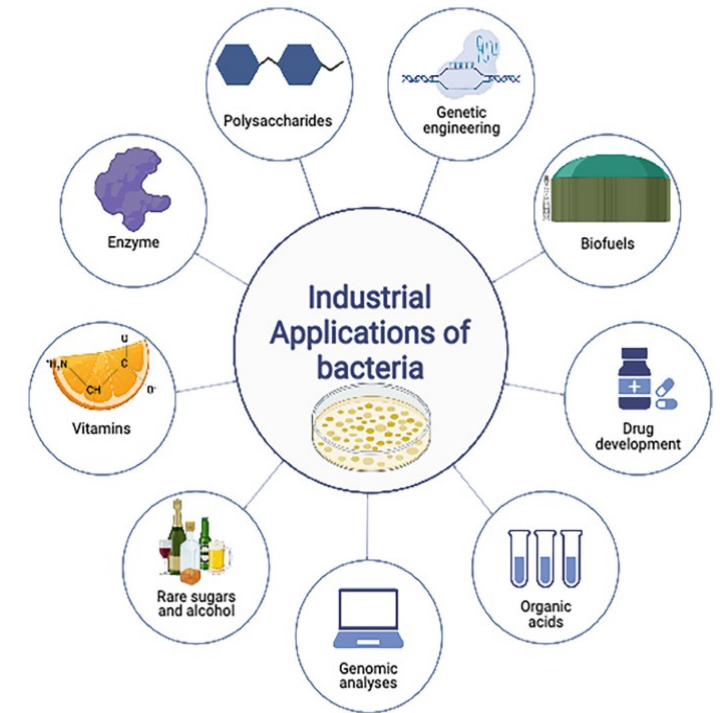 Industrial
Applications of
bacteria
Polysaccharides
Genetic
engineering
Biofuels
Drug
development
Organic
acids
Genomic
analyses
Rare sugars
and alcohol
Vitamins
Enzyme